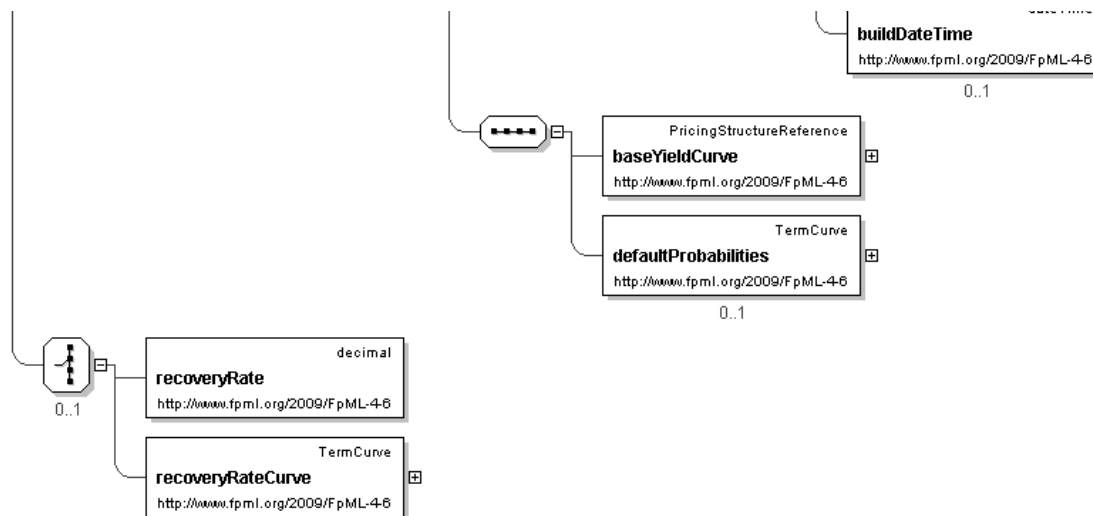 dateTime
buildDateTime
http://www.fpml.org/2009/FpML-4-6
0..1
PricingStructureReference
baseYieldCurve
http://www.fpml.org/2009/FpML-4-6
TermCurve
defaultProbabilities
http://www.fpml.org/2009/FpML-4-6
0..1
decimal
recoveryRate
http://www.fpml.org/2009/FpML-4-6
0..1
TermCurve
recoveryRateCurve
http://www.fpml.org/2009/FpML-4-6